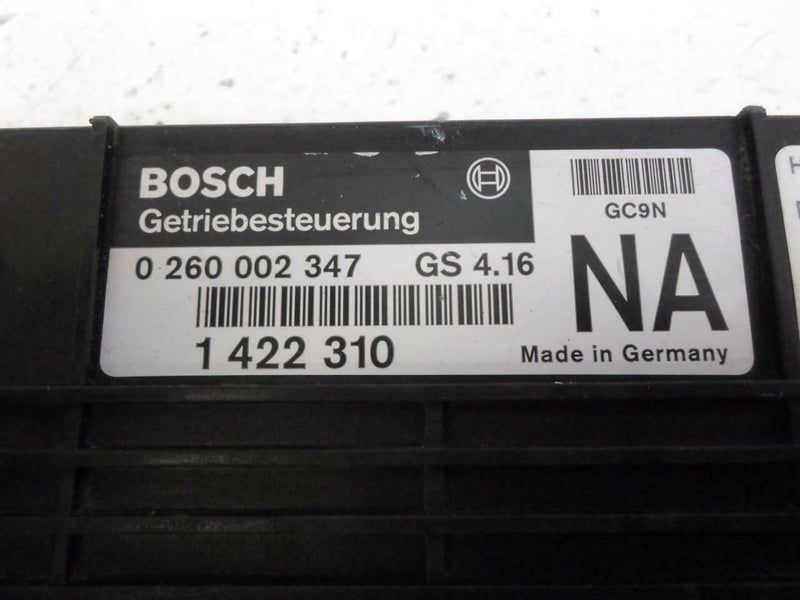 BOSCH
Getriebesteuerung
0 260 002 347 GS 4.16
1 422 310
GC9N
NA
Made in Germany
H